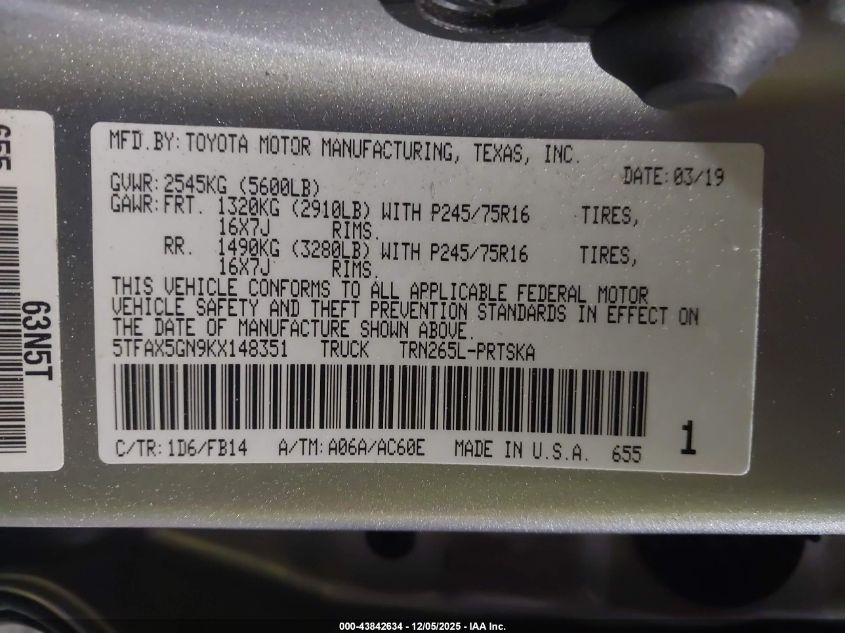 MFD.BY: TOYOTA MOTOR MANUFACTURING, TEXAS, INC.
DATE: 03/19
GVWR: 2545KG (5600LB)
GAWR: FRT. 1320KG (2910LB) WITH P245/75R16 TIRES,
16X7J RIMS.
RR. 1490KG (3280LB) WITH P245/75R16 TIRES,
16X7J RIMS.
THIS VEHICLE CONFORMS TO ALL APPLICABLE FEDERAL MOTOR
VEHICLE SAFETY AND THEFT PREVENTION STANDARDS IN EFFECT ON
THE DATE OF MANUFACTURE SHOWN ABOVE.
5TFAX5GN9KX148351 TRUCK TRN265L-PRTSKA
C/TR: 1D6/FB14 A/TM: A06A/AC60E MADE IN U.S.A. 655
1
655
63N5T
000-43842634 - 12/05/2025 - IAA Inc.